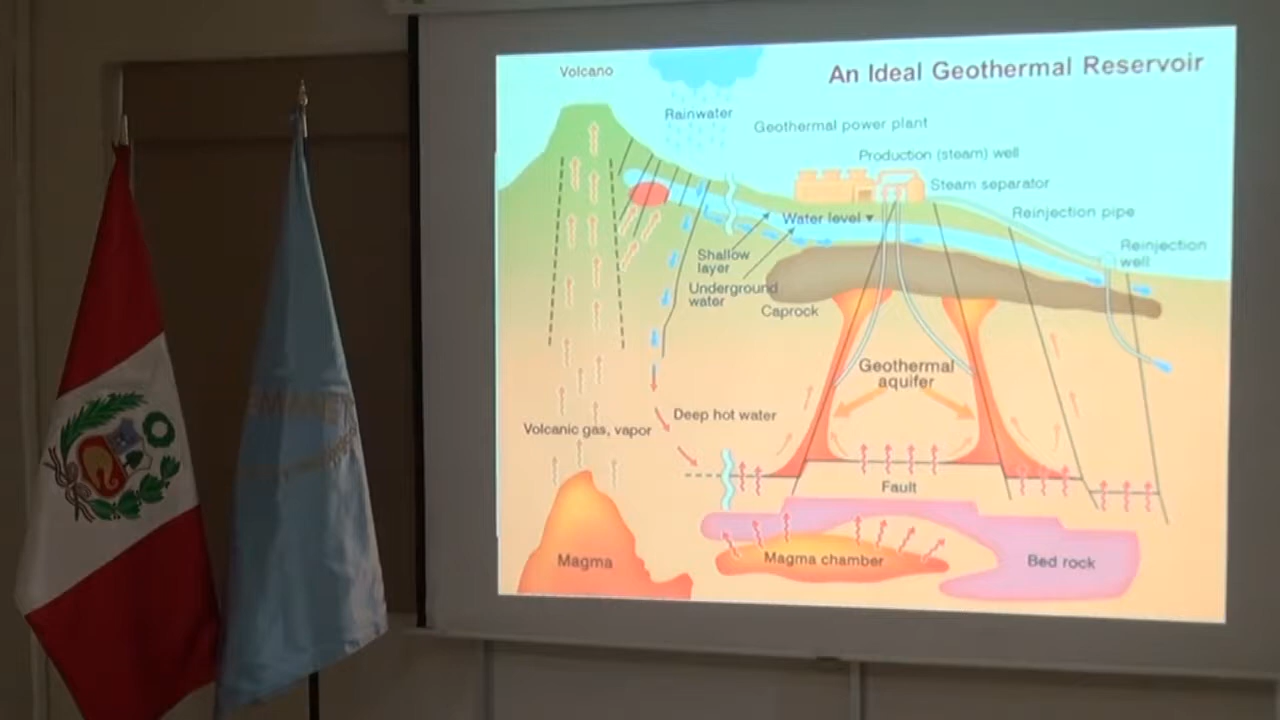 An Ideal Geothermal Reservoir
Volcano
Rainwater
Geothermal power plant
Production (steam) well
Steam separator
Reinjection pipe
Water level ▾
Reinjection
well
Shallow
layer
Underground
water
Caprock
Geothermal
aquifer
Deep hot water
Volcanic gas, vapor
Fault
Magma
Magma chamber
Bed rock